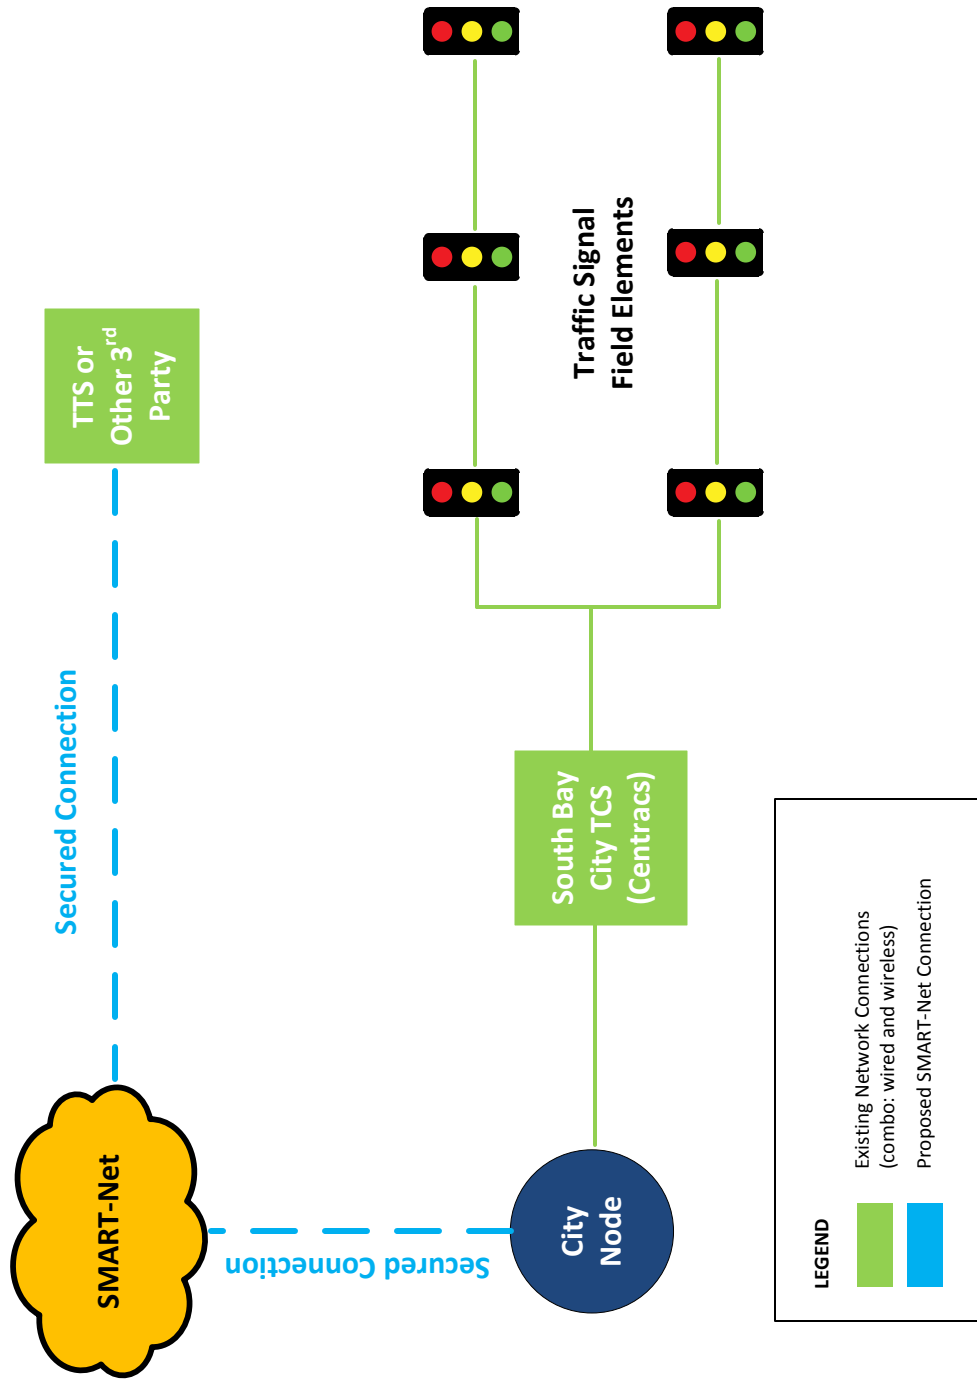 SMART-Net
Secured Connection
TTS or
Other 3rd
Party
Secured Connection
City
Node
South Bay
City TCS
(Centracs)
Traffic Signal
Field Elements
LEGEND
Existing Network Connections
(combo: wired and wireless)
Proposed SMART-Net Connection